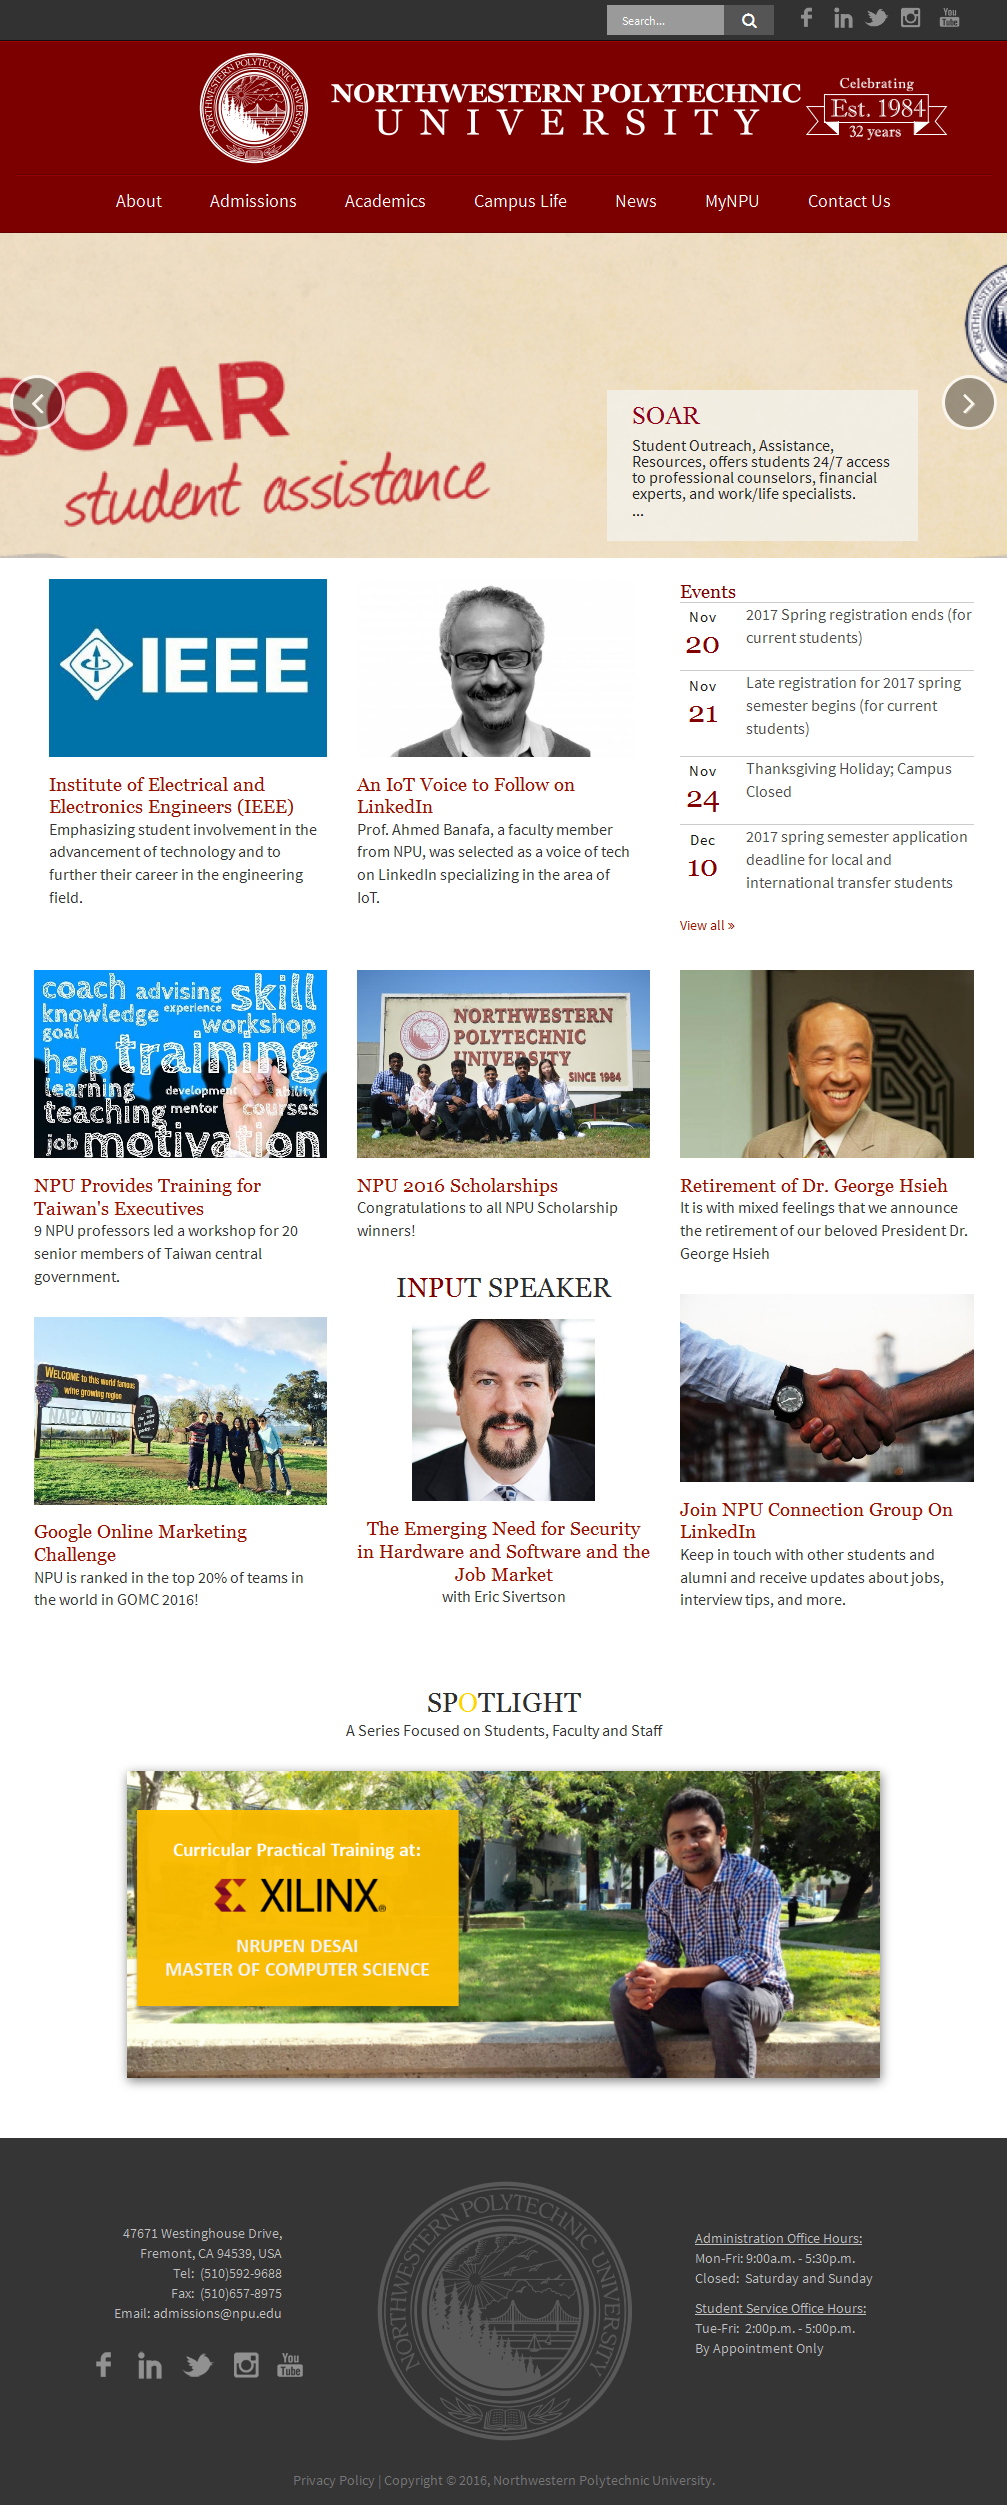 Search...
NORTHWESTERN POLYTECHNIC UNIVERSITY
NORTHWESTERN POLYTECHNIC
UNIVERSITY
Celebrating
Est. 1984
32 years
About
Admissions
Academics
Campus Life
News
MyNPU
Contact Us
SOAR
student assistance
SOAR
Student Outreach, Assistance,
Resources, offers students 24/7 access
to professional counselors, financial
experts, and work/life specialists.
...
IEEE
Institute of Electrical and
Electronics Engineers (IEEE)
Emphasizing student involvement in the
advancement of technology and to
further their career in the engineering
field.
An IoT Voice to Follow on
LinkedIn
Prof. Ahmed Banafa, a faculty member
from NPU, was selected as a voice of tech
on LinkedIn specializing in the area of
IoT.
Events
Nov
20
2017 Spring registration ends (for
current students)
Nov
21
Late registration for 2017 spring
semester begins (for current
students)
Nov
24
Thanksgiving Holiday; Campus
Closed
Dec
10
2017 spring semester application
deadline for local and
international transfer students
View all »
coach advising skill
knowledge experience
goal workshop
help training
learning development ability
teaching mentor courses
job motivation
NPU Provides Training for
Taiwan's Executives
9 NPU professors led a workshop for 20
senior members of Taiwan central
government.
NORTHWESTERN
POLYTECHNIC
UNIVERSITY
SINCE 1984
NPU 2016 Scholarships
Congratulations to all NPU Scholarship
winners!
Retirement of Dr. George Hsieh
It is with mixed feelings that we announce
the retirement of our beloved President Dr.
George Hsieh
WELCOME to this world famous
wine growing region
NAPA VALLEY
Google Online Marketing
Challenge
NPU is ranked in the top 20% of teams in
the world in GOMC 2016!
INPUT SPEAKER
The Emerging Need for Security
in Hardware and Software and the
Job Market
with Eric Sivertson
Join NPU Connection Group On
LinkedIn
Keep in touch with other students and
alumni and receive updates about jobs,
interview tips, and more.
SPOTLIGHT
A Series Focused on Students, Faculty and Staff
Curricular Practical Training at:
XILINX®
NRUPEN DESAI
MASTER OF COMPUTER SCIENCE
47671 Westinghouse Drive,
Fremont, CA 94539, USA
Tel: (510)592-9688
Fax: (510)657-8975
Email: admissions@npu.edu
You
Tube
NORTHWESTERN POLYTECHNIC UNIVERSITY
Administration Office Hours:
Mon-Fri: 9:00a.m. - 5:30p.m.
Closed: Saturday and Sunday
Student Service Office Hours:
Tue-Fri: 2:00p.m. - 5:00p.m.
By Appointment Only
Privacy Policy | Copyright © 2016, Northwestern Polytechnic University.